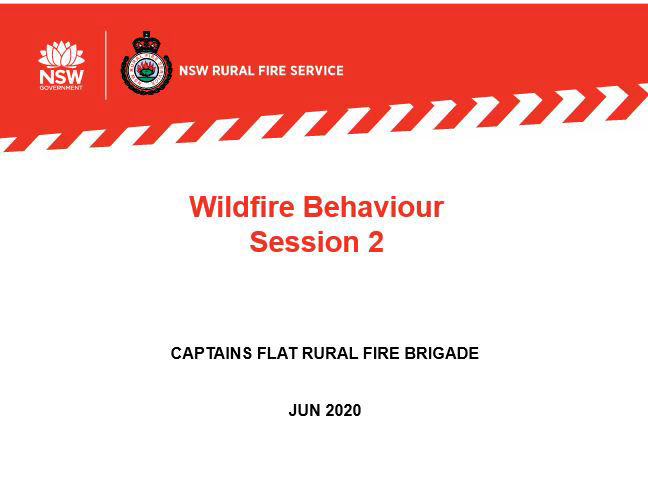 NSW
GOVERNMENT
NSW RURAL FIRE SERVICE
Wildfire Behaviour
Session 2
CAPTAINS FLAT RURAL FIRE BRIGADE
JUN 2020